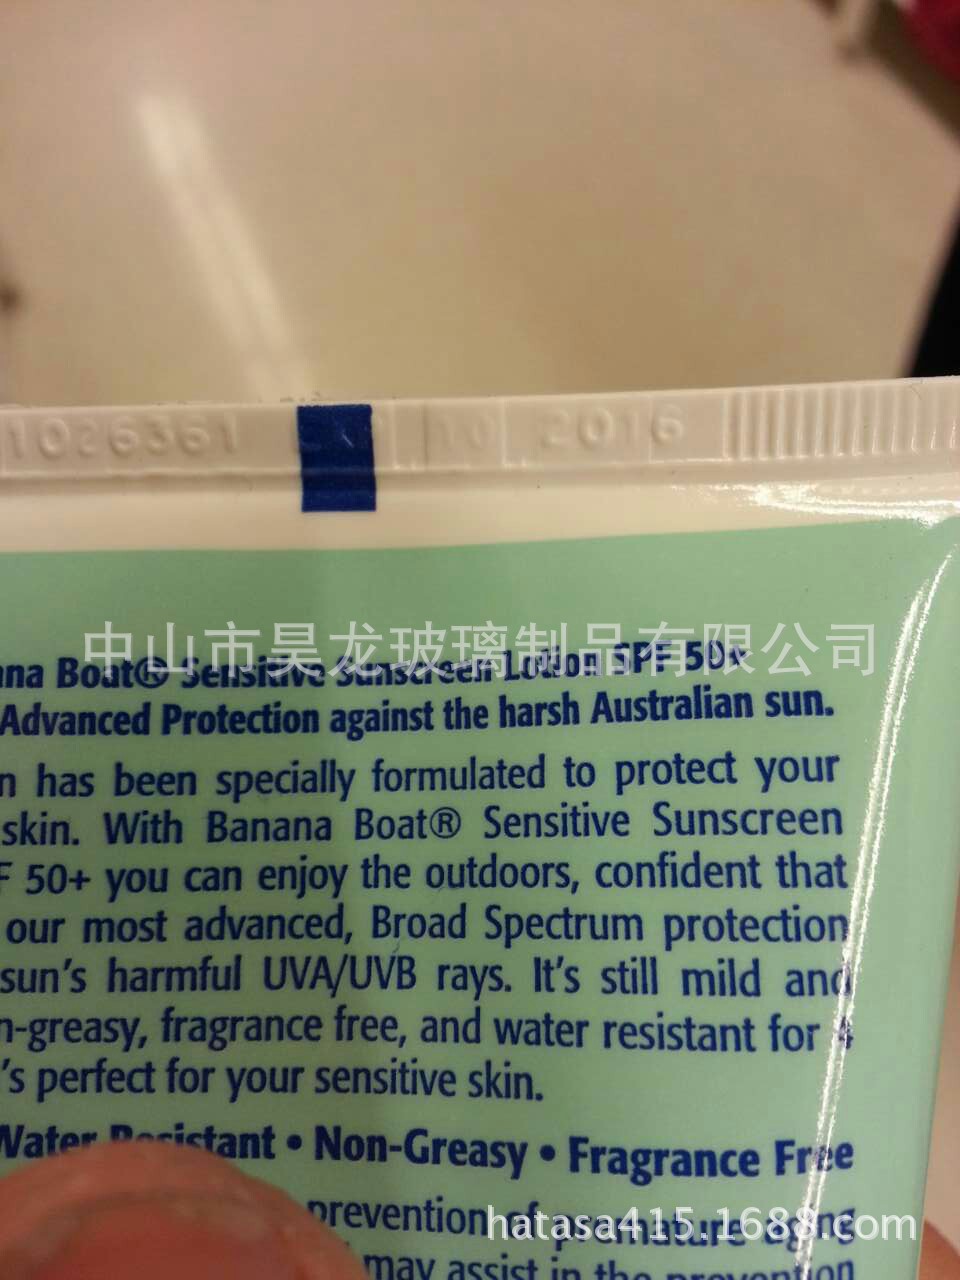 1026361 10 2016
中山市昊龙玻璃制品有限公司
Boat® Sensitive Sunscreen Lotion SPF 50+
Advanced Protection against the harsh Australian sun.
has been specially formulated to protect your
skin. With Banana Boat® Sensitive Sunscreen
50+ you can enjoy the outdoors, confident that
our most advanced, Broad Spectrum protection
sun's harmful UVA/UVB rays. It's still mild and
-greasy, fragrance free, and water resistant for 4
's perfect for your sensitive skin.
Water Resistant • Non-Greasy • Fragrance Free
prevention of premature aging
hatasa415.1688.com
may assist in the prevention